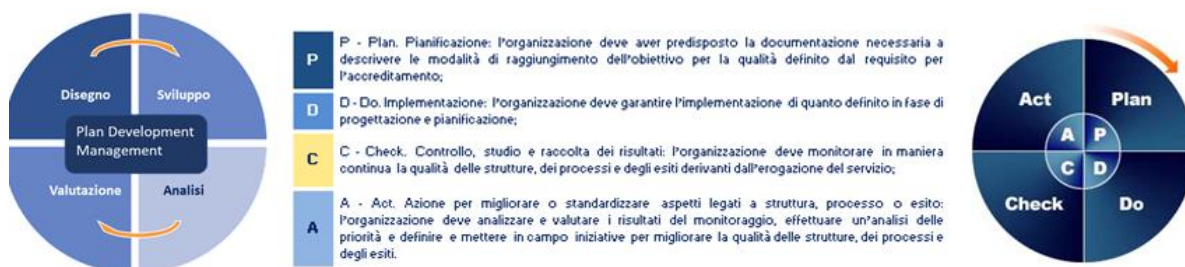 Disegno
Sviluppo
Plan Development
Management
Valutazione
Analisi
P
P - Plan. Pianificazione: l'organizzazione deve aver predisposto la documentazione necessaria a
descrivere le modalità di raggiungimento dell'obiettivo per la qualità definito dal requisito per
l'accreditamento;
D
D - Do. Implementazione: l'organizzazione deve garantire l'implementazione di quanto definito in fase di
progettazione e pianificazione;
C
C - Check. Controllo, studio e raccolta dei risultati: l'organizzazione deve monitorare in maniera
continua la qualità delle strutture, dei processi e degli esiti derivanti dall'erogazione del servizio;
A
A - Act. Azione per migliorare o standardizzare aspetti legati a struttura, processo o esito:
l'organizzazione deve analizzare e valutare i risultati del monitoraggio, effettuare un'analisi delle
priorità e definire e mettere in campo iniziative per migliorare la qualità delle strutture, dei processi e
degli esiti.
Act
Plan
A
P
C
D
Check
Do